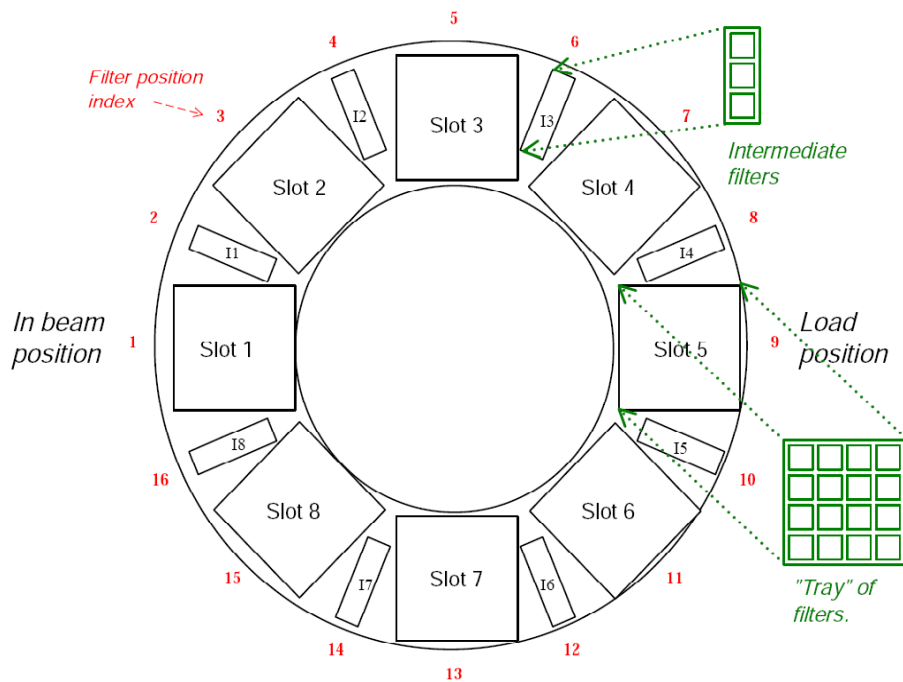 5
4
6
Filter position
index
3
I2
Slot 3
I3
7
Intermediate
filters
Slot 2
Slot 4
2
8
I1
I4
In beam
position
1
Slot 1
Slot 5
9
Load
position
I8
I5
16
10
Slot 8
Slot 6
15
11
I7
Slot 7
I6
"Tray" of
filters.
14
12
13